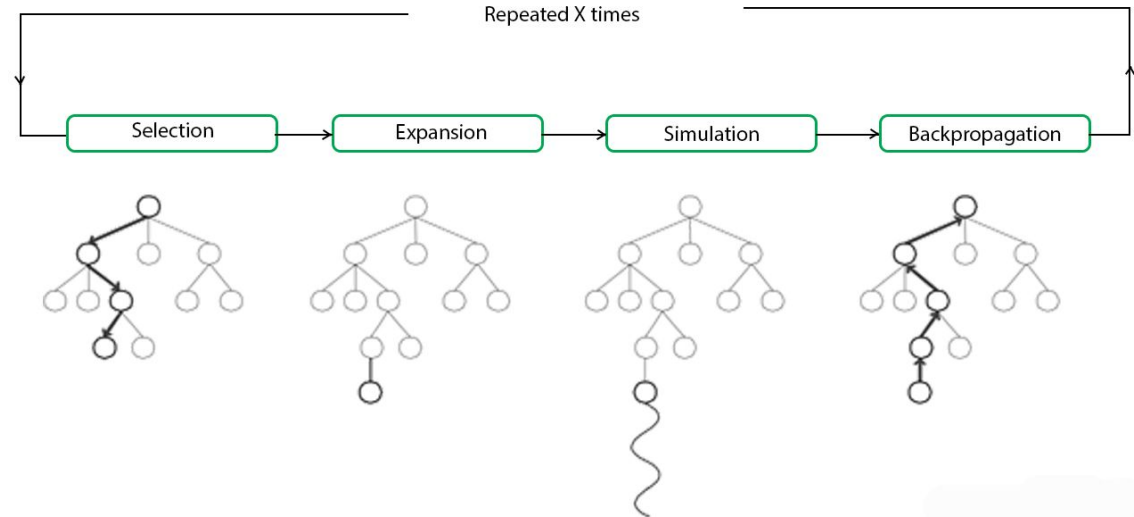 Repeated X times
Selection
Expansion
Simulation
Backpropagation